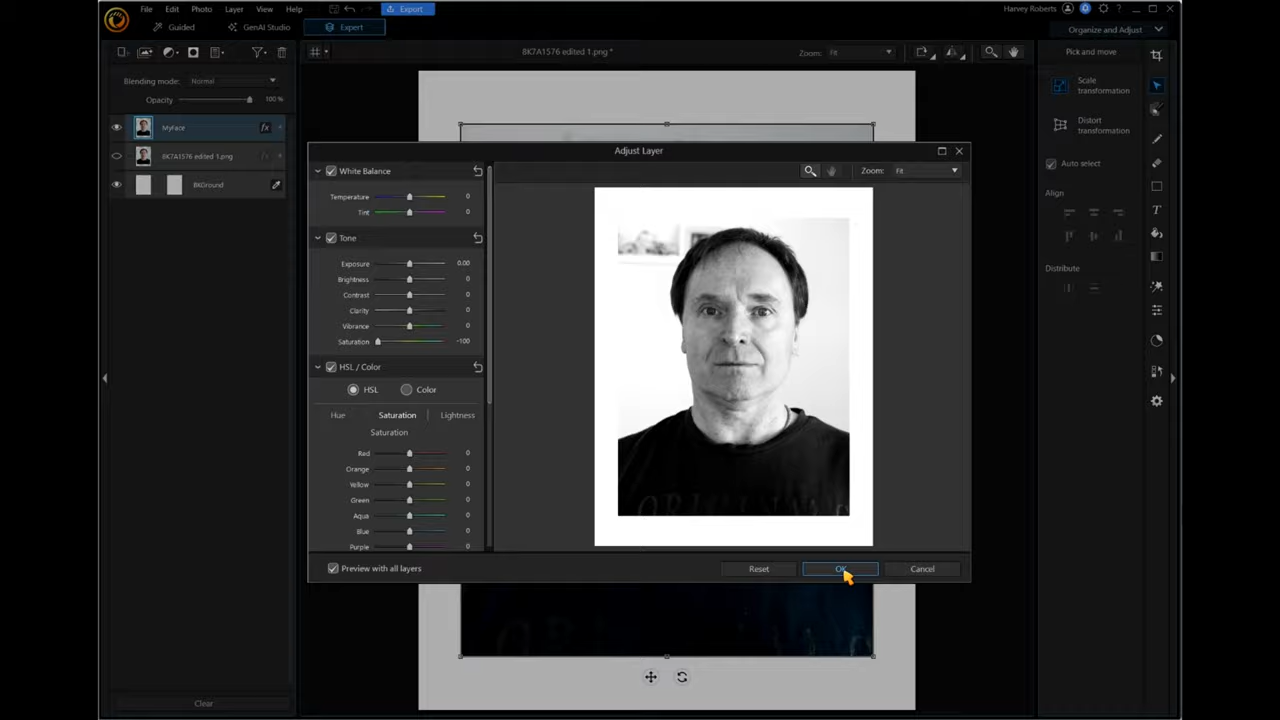 File Edit Photo Layer View Help Export Harvey Roberts
Guided GenAI Studio Expert Organize and Adjust
BK7A1576 edited 1.png * Zoom: Fit Pick and move
Blending mode: Normal
Opacity 100 %
MyFace fx
BK7A1576 edited 1.png
BKGround
Scale
transformation
Distort
transformation
Auto select
Align
Distribute
Adjust Layer
White Balance Zoom: Fit
Temperature 0
Tint 0
Tone
Exposure 0.00
Brightness 0
Contrast 0
Clarity 0
Vibrance 0
Saturation -100
HSL / Color
HSL Color
Hue Saturation Lightness
Saturation
Red 0
Orange 0
Yellow 0
Green 0
Aqua 0
Blue 0
Purple 0
Preview with all layers Reset OK Cancel
Clear